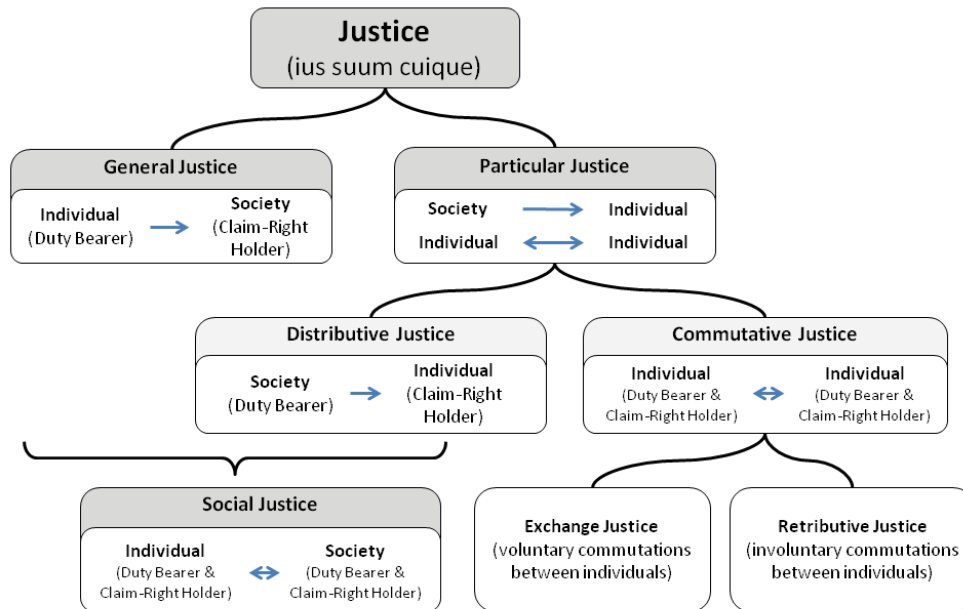 Justice
(ius suum cuique)
General Justice
Individual
(Duty Bearer)
Society
(Claim-Right
Holder)
Particular Justice
Society
Individual
Individual
Individual
Distributive Justice
Society
(Duty Bearer)
Individual
(Claim-Right
Holder)
Commutative Justice
Individual
(Duty Bearer &
Claim-Right Holder)
Individual
(Duty Bearer &
Claim-Right Holder)
Social Justice
Individual
(Duty Bearer &
Claim-Right Holder)
Society
(Duty Bearer &
Claim-Right Holder)
Exchange Justice
(voluntary commutations
between individuals)
Retributive Justice
(involuntary commutations
between individuals)